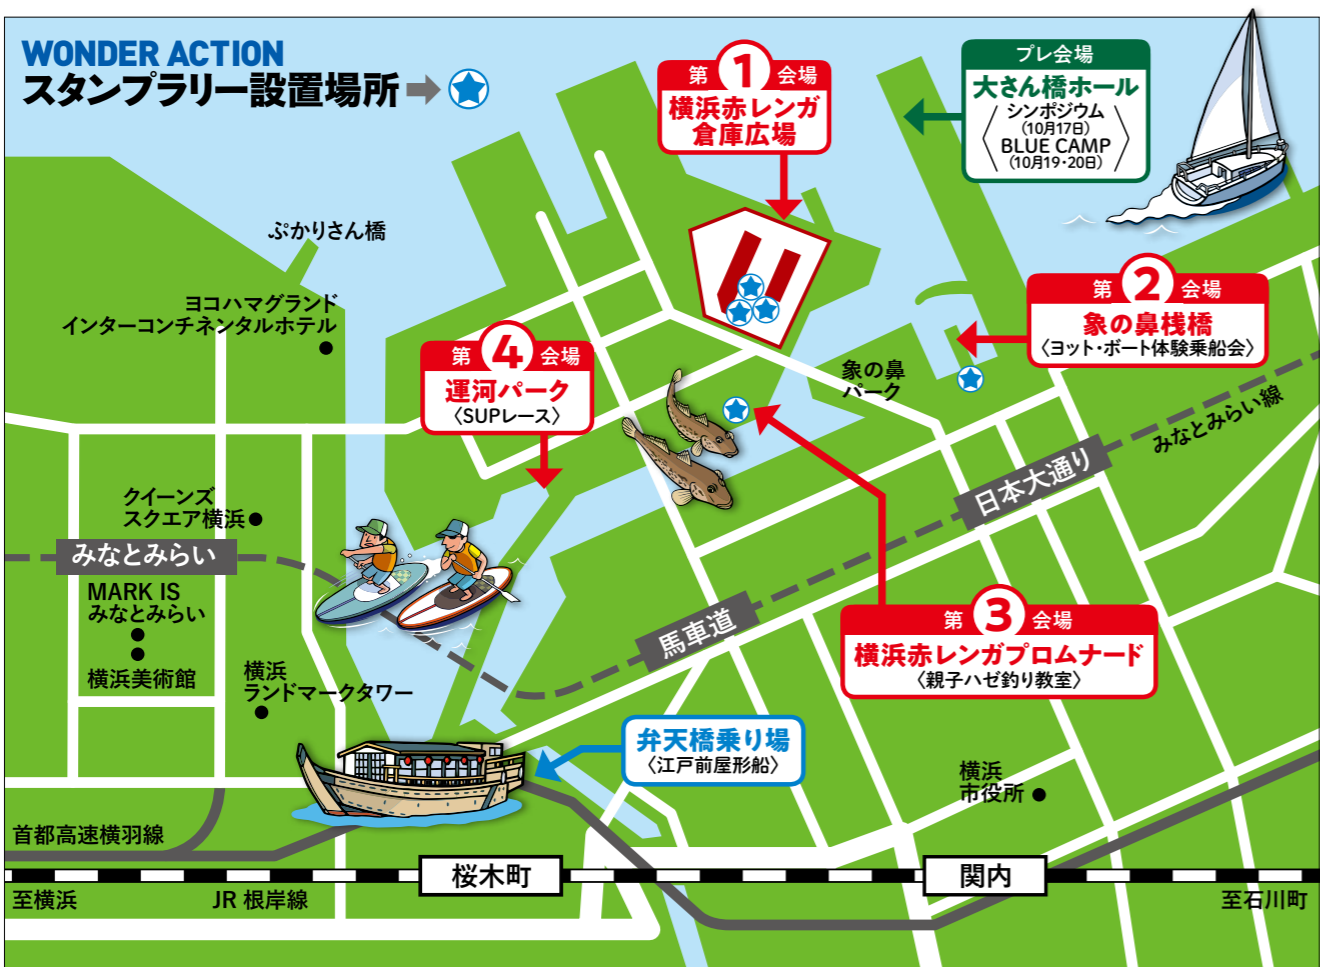 WONDER ACTION
スタンプラリー設置場所
第1会場
横浜赤レンガ
倉庫広場
プレ会場
大さん橋ホール
シンポジウム
(10月17日)
BLUE CAMP
(10月19・20日)
ぷかりさん橋
ヨコハマグランド
インターコンチネンタルホテル
第2会場
象の鼻桟橋
〈ヨット・ボート体験乗船会〉
第4会場
運河パーク
〈SUPレース〉
象の鼻
パーク
みなとみらい線
クイーンズ
スクエア横浜
日本大通り
みなとみらい
MARK IS
みなとみらい
横浜美術館
馬車道
第3会場
横浜赤レンガプロムナード
〈親子ハゼ釣り教室〉
横浜
ランドマークタワー
弁天橋乗り場
〈江戸前屋形船〉
横浜
市役所
首都高速横羽線
桜木町
関内
至横浜
JR 根岸線
至石川町